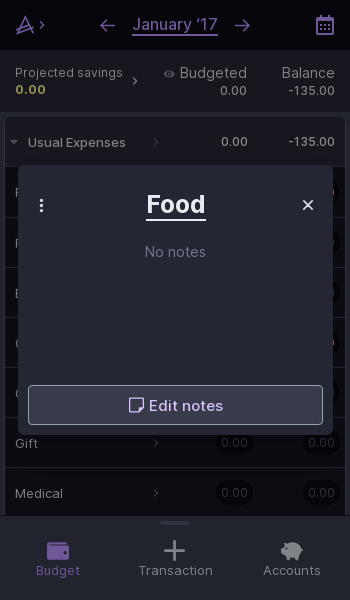 January ‘17
Projected savings
0.00
Budgeted
0.00
Balance
-135.00
Usual Expenses
0.00
-135.00
Food
No notes
Edit notes
Gift
0.00
0.00
Medical
0.00
0.00
Budget
Transaction
Accounts